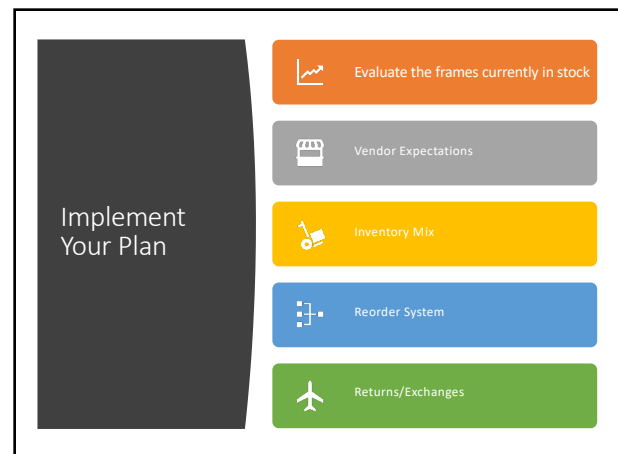 Implement
Your Plan
Evaluate the frames currently in stock
Vendor Expectations
Inventory Mix
Reorder System
Returns/Exchanges